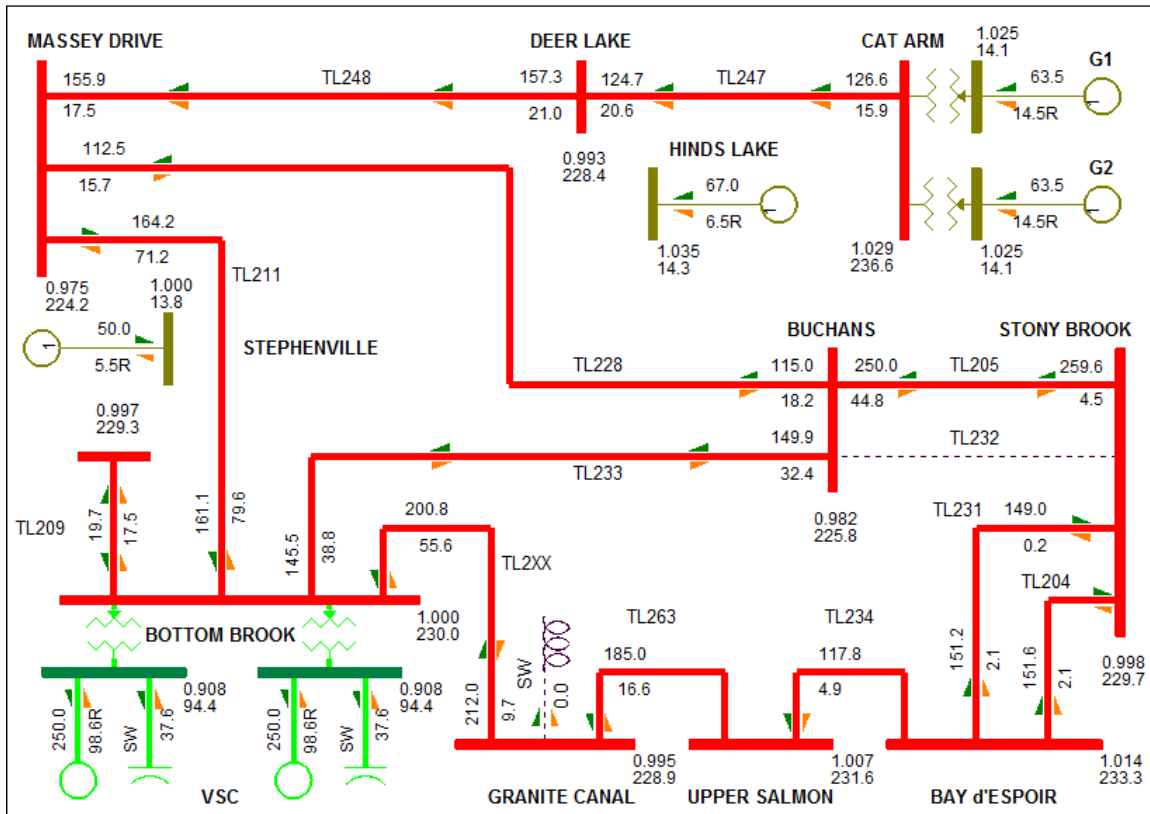 MASSEY DRIVE
DEER LAKE
CAT ARM
1.025
14.1
G1
155.9
TL248
157.3
124.7
TL247
126.6
63.5
17.5
21.0
20.6
15.9
14.5R
112.5
15.7
0.993
228.4
HINDS LAKE
67.0
6.5R
1.035
14.3
G2
63.5
14.5R
1.025
14.1
1.029
236.6
164.2
71.2
TL211
0.975
224.2
1.000
13.8
50.0
5.5R
1
STEPHENVILLE
BUCHANS
STONY BROOK
TL228
115.0
18.2
250.0
TL205
259.6
44.8
4.5
0.997
229.3
149.9
TL233
32.4
TL232
TL209
19.7
17.5
161.1
79.6
145.5
38.8
200.8
55.6
TL2XX
0.982
225.8
TL231
149.0
0.2
TL204
BOTTOM BROOK
1.000
230.0
TL263
TL234
151.2
2.1
151.6
2.1
0.998
229.7
0.908
94.4
0.908
94.4
250.0
98.6R
SW
37.6
250.0
98.6R
SW
37.6
212.0
9.7
SW
0.0
185.0
16.6
117.8
4.9
0.995
228.9
1.007
231.6
1.014
233.3
VSC
GRANITE CANAL
UPPER SALMON
BAY d'ESPOIR